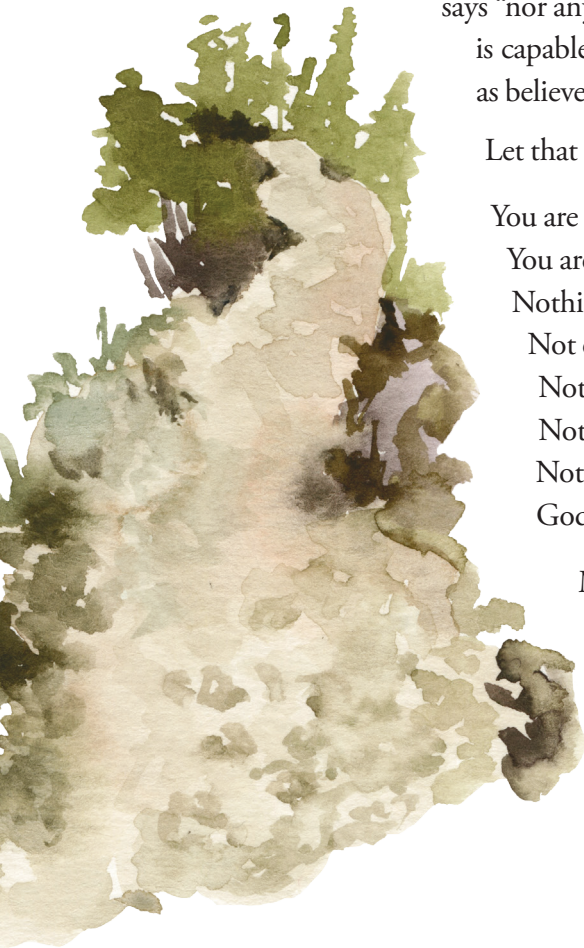 says "nor any
is capable
as believe
Let that
You are
You are
Nothi
Not
Not
Not
Not
God